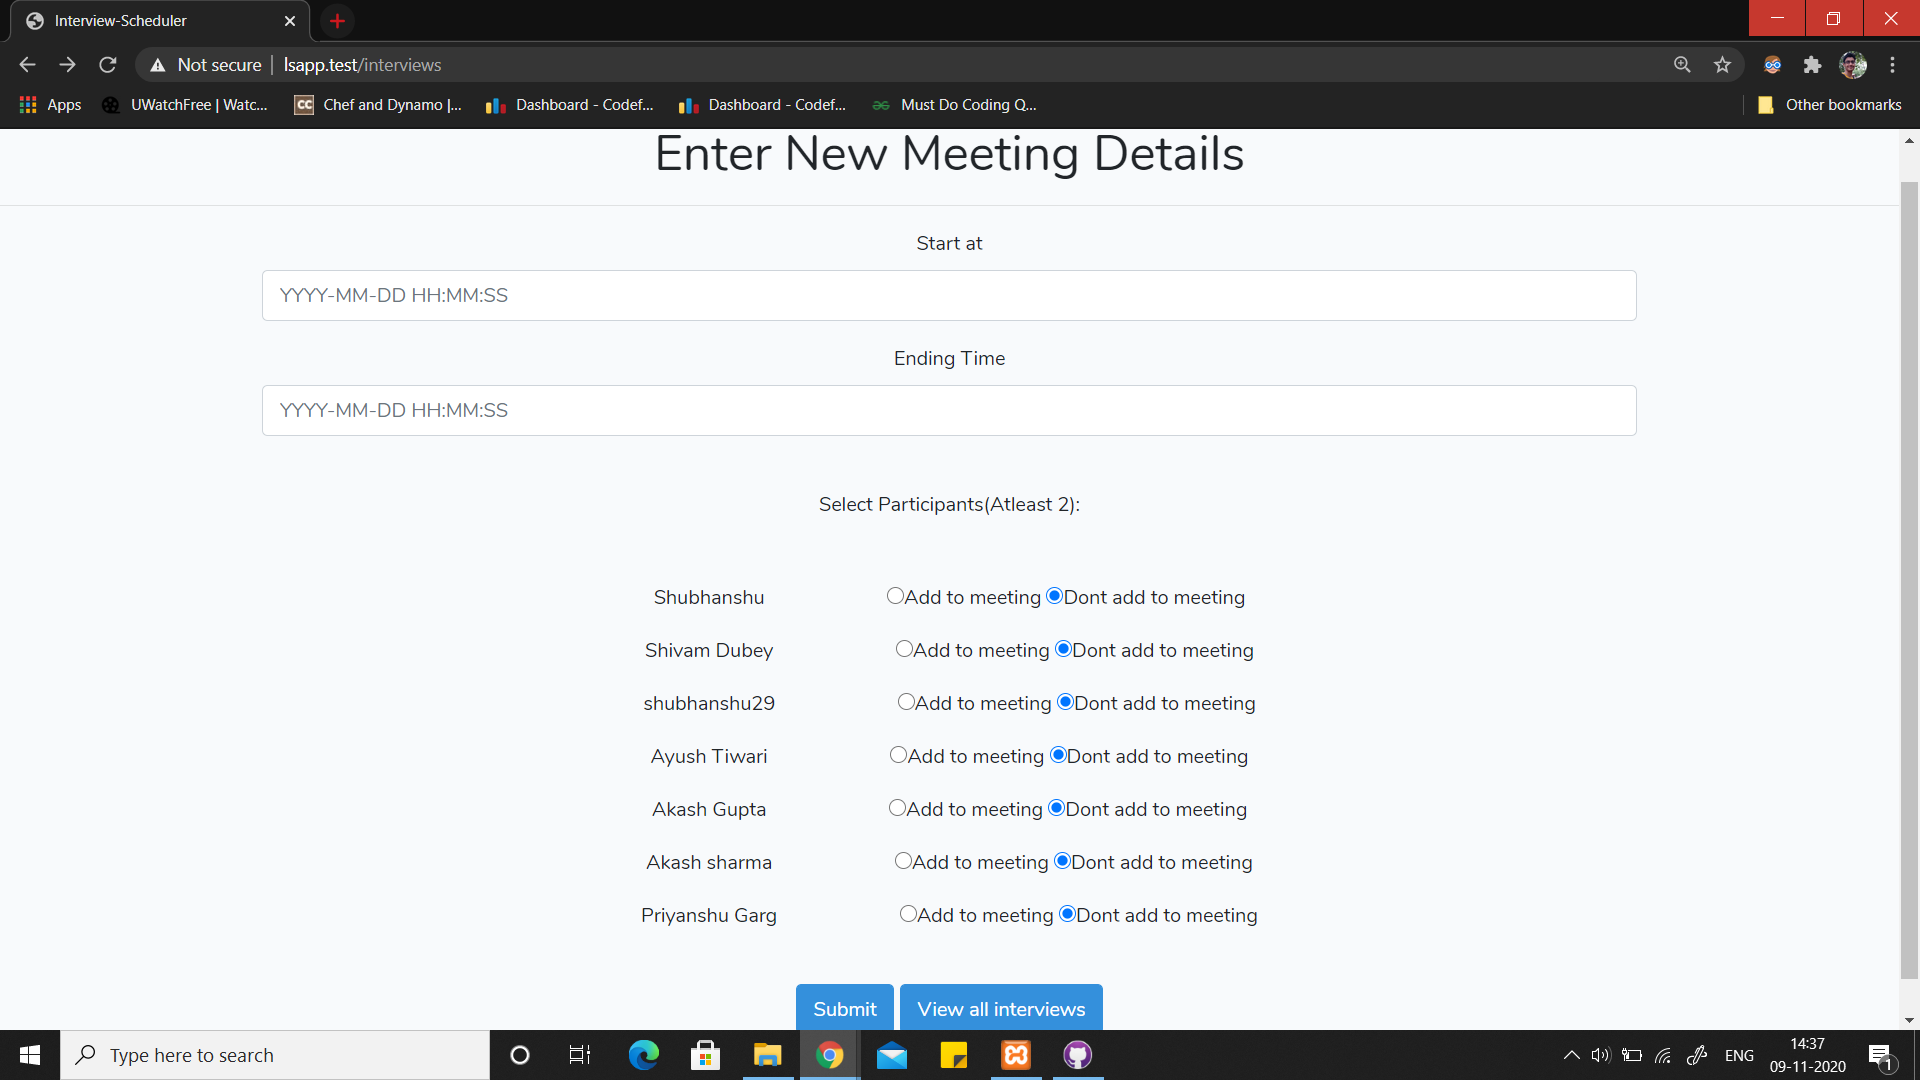 Interview-Scheduler
Not secure | lsapp.test/interviews
Apps UWatchFree | Watc... CC Chef and Dynamo |... Dashboard - Codef... Dashboard - Codef... Must Do Coding Q... Other bookmarks
Enter New Meeting Details
Start at
YYYY-MM-DD HH:MM:SS
Ending Time
YYYY-MM-DD HH:MM:SS
Select Participants(Atleast 2):
Shubhanshu Add to meeting Dont add to meeting
Shivam Dubey Add to meeting Dont add to meeting
shubhanshu29 Add to meeting Dont add to meeting
Ayush Tiwari Add to meeting Dont add to meeting
Akash Gupta Add to meeting Dont add to meeting
Akash sharma Add to meeting Dont add to meeting
Priyanshu Garg Add to meeting Dont add to meeting
Submit View all interviews
Type here to search ENG 14:37
09-11-2020 1